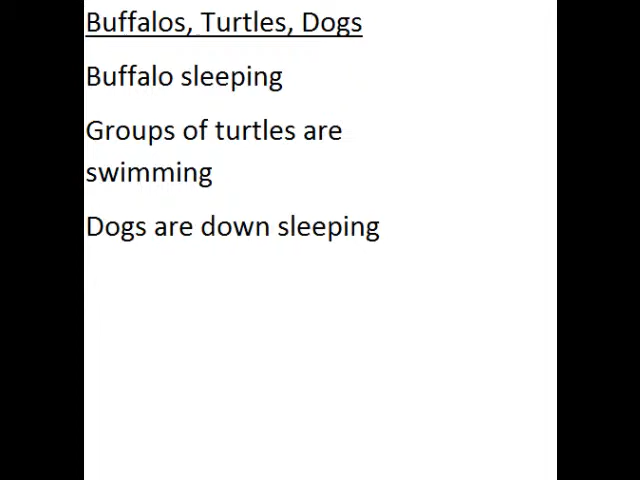 Buffalos, Turtles, Dogs
Buffalo sleeping
Groups of turtles are
swimming
Dogs are down sleeping